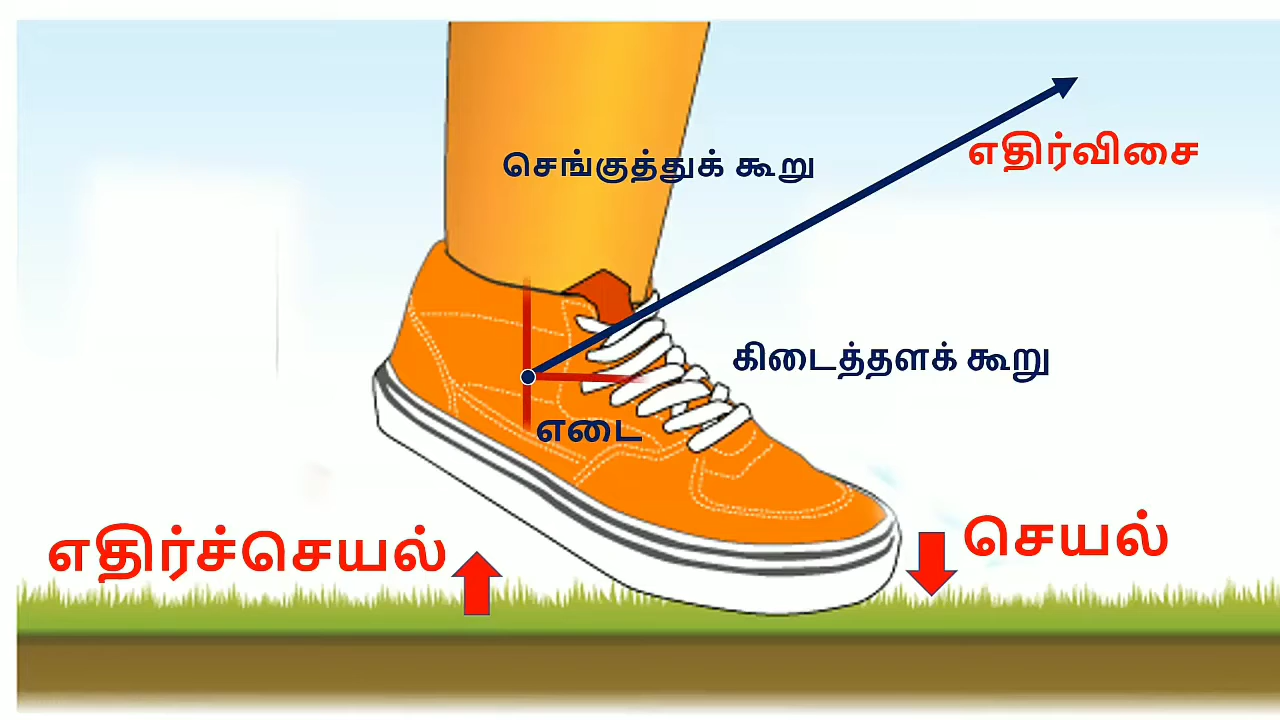 செங்குத்துக் கூறு
எதிர்விசை
கிடைத்தளக் கூறு
எடை
எதிர்ச்செயல்
செயல்